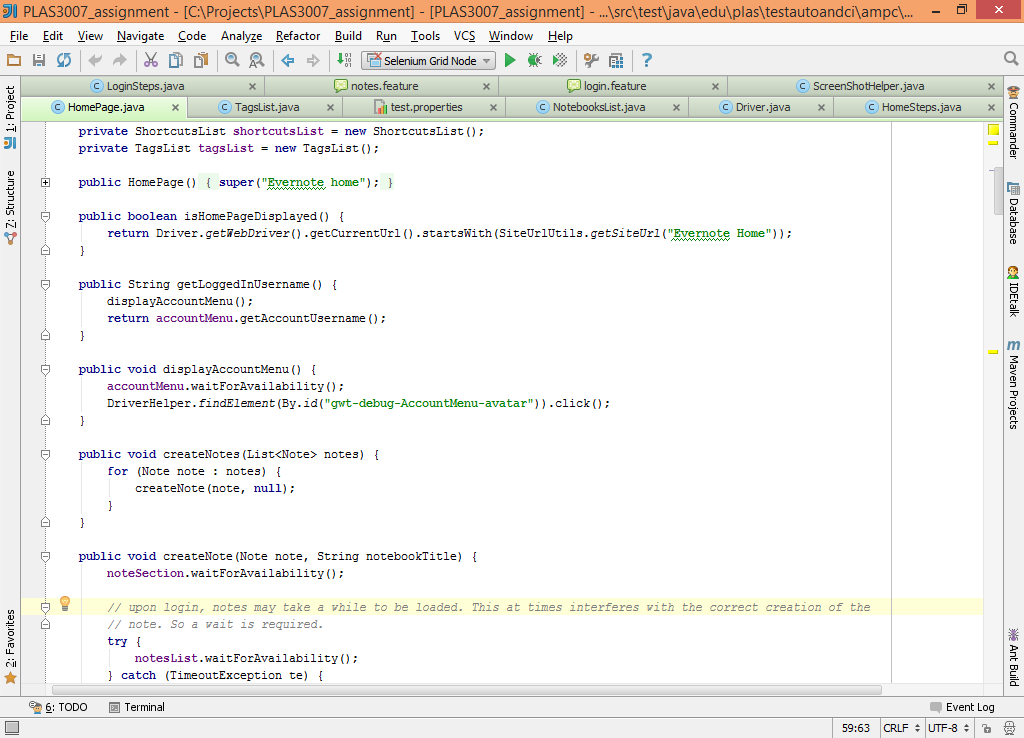 PLAS3007_assignment - [C:\Projects\PLAS3007_assignment] - [PLAS3007_assignment] - ...\src\test\java\edu\plas\testautoandci\ampc\...
File Edit View Navigate Code Analyze Refactor Build Run Tools VCS Window Help
Selenium Grid Node
LoginSteps.java notes.feature login.feature ScreenShotHelper.java
HomePage.java TagsList.java test.properties NotebooksList.java Driver.java HomeSteps.java
1: Project
Z: Structure
2: Favorites
private ShortcutsList shortcutsList = new ShortcutsList();
private TagsList tagsList = new TagsList();
public HomePage() { super("Evernote home"); }
public boolean isHomePageDisplayed() {
return Driver.getWebDriver().getCurrentUrl().startsWith(SiteUrlUtils.getSiteUrl("Evernote Home"));
}
public String getLoggedInUsername() {
displayAccountMenu();
return accountMenu.getAccountUsername();
}
public void displayAccountMenu() {
accountMenu.waitForAvailability();
DriverHelper.findElement(By.id("gwt-debug-AccountMenu-avatar")).click();
}
public void createNotes(List<Note> notes) {
for (Note note : notes) {
createNote(note, null);
}
}
public void createNote(Note note, String notebookTitle) {
noteSection.waitForAvailability();
// upon login, notes may take a while to be loaded. This at times interferes with the correct creation of the
// note. So a wait is required.
try {
notesList.waitForAvailability();
} catch (TimeoutException te) {
Commander
Database
IDEtalk
Maven Projects
Ant Build
6: TODO Terminal Event Log
59:63 CRLF UTF-8